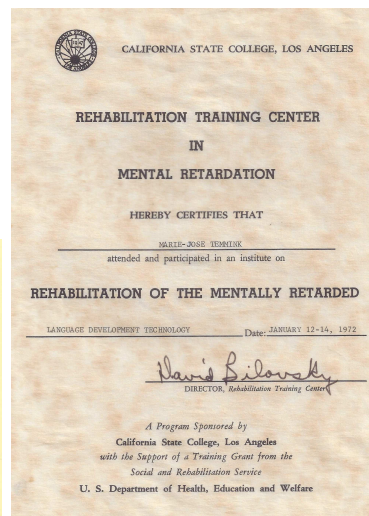 CALIFORNIA STATE COLLEGE, LOS ANGELES
REHABILITATION TRAINING CENTER
IN
MENTAL RETARDATION
HEREBY CERTIFIES THAT
MARIE-JOSE TEMMINK
attended and participated in an institute on
REHABILITATION OF THE MENTALLY RETARDED
LANGUAGE DEVELOPMENT TECHNOLOGY Date: JANUARY 12-14, 1972
David Bilovsky
DIRECTOR, Rehabilitation Training Center
A Program Sponsored by
California State College, Los Angeles
with the Support of a Training Grant from the
Social and Rehabilitation Service
U. S. Department of Health, Education and Welfare